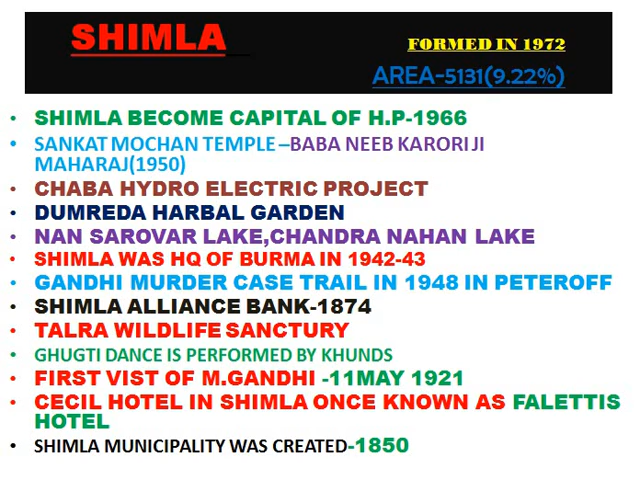 SHIMLA
FORMED IN 1972
AREA-5131(9.22%)
• SHIMLA BECOME CAPITAL OF H.P-1966
• SANKAT MOCHAN TEMPLE –BABA NEEB KARORI JI
MAHARAJ(1950)
• CHABA HYDRO ELECTRIC PROJECT
• DUMREDA HARBAL GARDEN
• NAN SAROVAR LAKE,CHANDRA NAHAN LAKE
• SHIMLA WAS HQ OF BURMA IN 1942-43
• GANDHI MURDER CASE TRAIL IN 1948 IN PETEROFF
• SHIMLA ALLIANCE BANK-1874
• TALRA WILDLIFE SANCTURY
• GHUGTI DANCE IS PERFORMED BY KHUNDS
• FIRST VIST OF M.GANDHI -11MAY 1921
• CECIL HOTEL IN SHIMLA ONCE KNOWN AS FALETTIS
HOTEL
• SHIMLA MUNICIPALITY WAS CREATED-1850